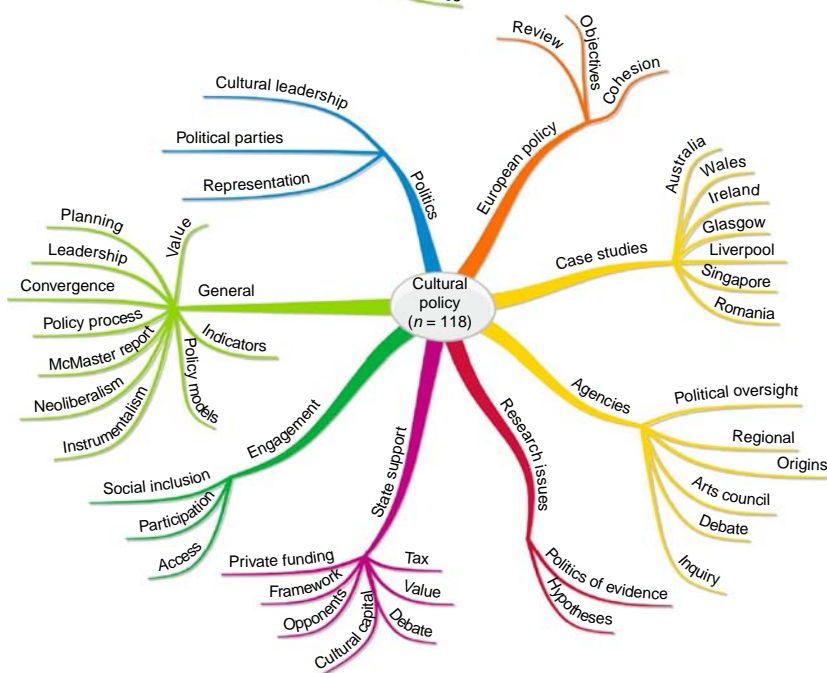 Cultural
policy
(n = 118)
Politics
Cultural leadership
Political parties
Representation
European policy
Review
Objectives
Cohesion
Case studies
Australia
Wales
Ireland
Glasgow
Liverpool
Singapore
Romania
Agencies
Political oversight
Regional
Origins
Arts council
Debate
Inquiry
Research issues
Politics of evidence
Hypotheses
State support
Tax
Value
Debate
Cultural capital
Opponents
Framework
Private funding
Engagement
Social inclusion
Participation
Access
General
Value
Planning
Leadership
Convergence
Policy process
McMaster report
Neoliberalism
Instrumentalism
Policy models
Indicators